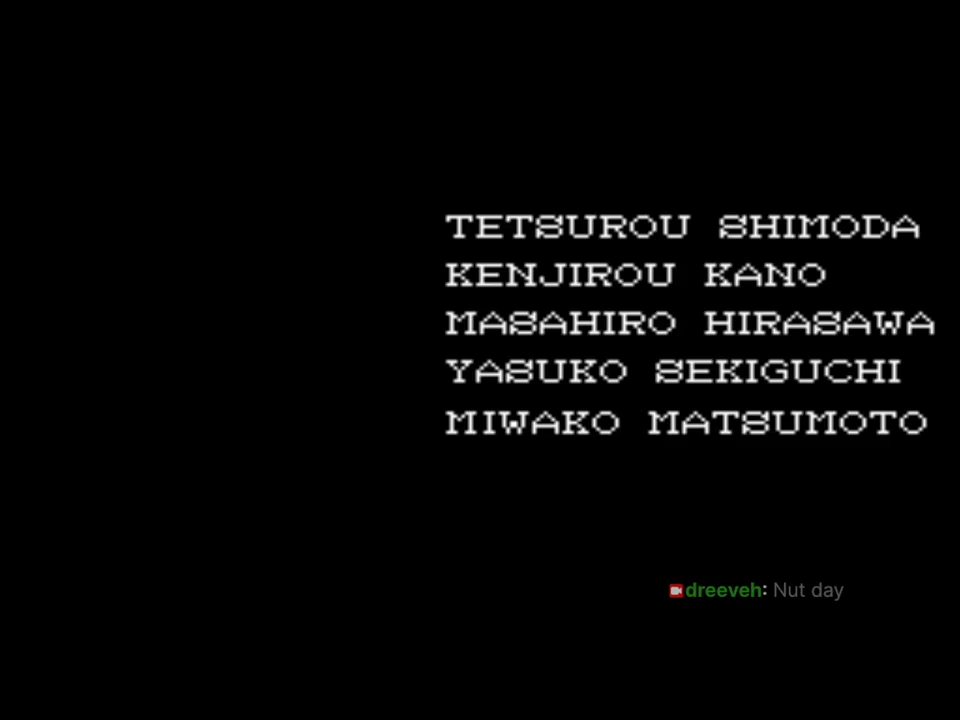 TETSUROU SHIMODA
KENJIROU KANO
MASAHIRO HIRASAWA
YASUKO SEKIGUCHI
MIWAKO MATSUMOTO
dreeveh: Nut day